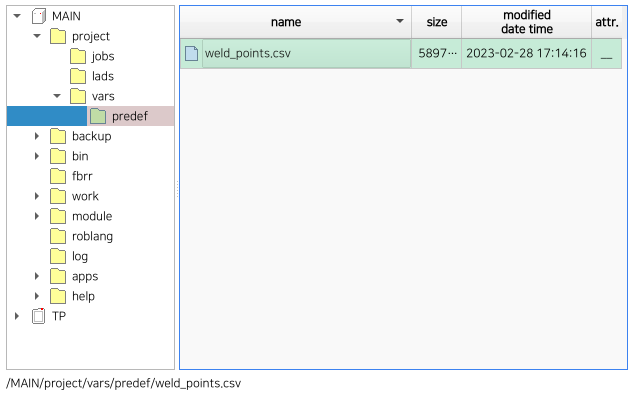 MAIN
project
jobs
lads
vars
predef
backup
bin
fbrr
work
module
roblang
log
apps
help
TP
name size modified date time attr.
weld_points.csv 5897··· 2023-02-28 17:14:16 __
/MAIN/project/vars/predef/weld_points.csv